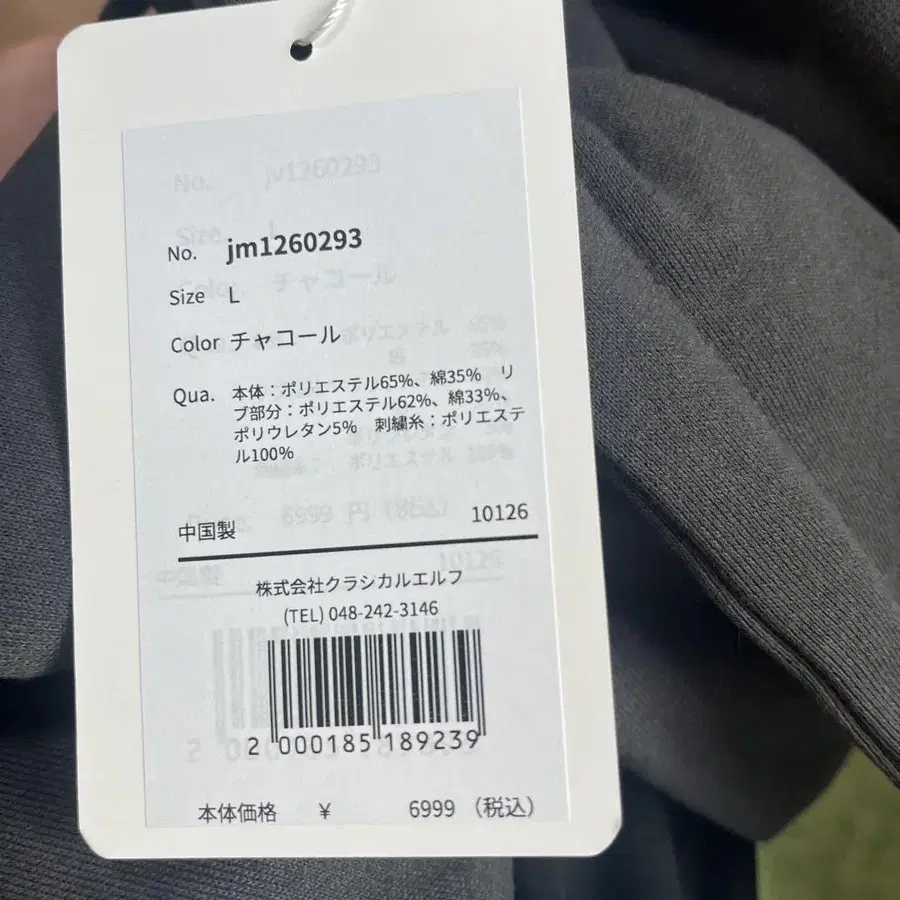 No. jm1260293
Size L
Color チャコール
Qua. 本体：ポリエステル65%、綿35%　リ
ブ部分：ポリエステル62%、綿33%、
ポリウレタン5%　刺繍糸：ポリエステ
ル100%
中国製 10126
株式会社クラシカルエルフ
(TEL) 048-242-3146
2 000185 189239
本体価格 ¥ 6999 （税込）